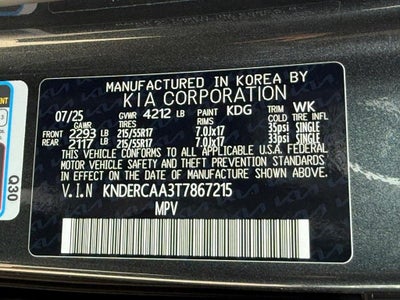 MANUFACTURED IN KOREA BY
KIA CORPORATION
07/25 GVWR 4212 LB PAINT KDG TRIM WK
GAWR TIRES RIMS COLD TIRE INFL
FRONT 2293 LB 215/55R17 7.0Jx17 35psi SINGLE
REAR 2117 LB 215/55R17 7.0Jx17 35psi SINGLE
THIS VEHICLE CONFORMS TO ALL APPLICABLE FEDERAL MOTOR
VEHICLE SAFETY AND THEFT PREVENTION STANDARDS
IN EFFECT ON THE DATE OF MANUFACTURE SHOWN ABOVE.
V.I.N KNDERCAA3T7867215
MPV
Q30